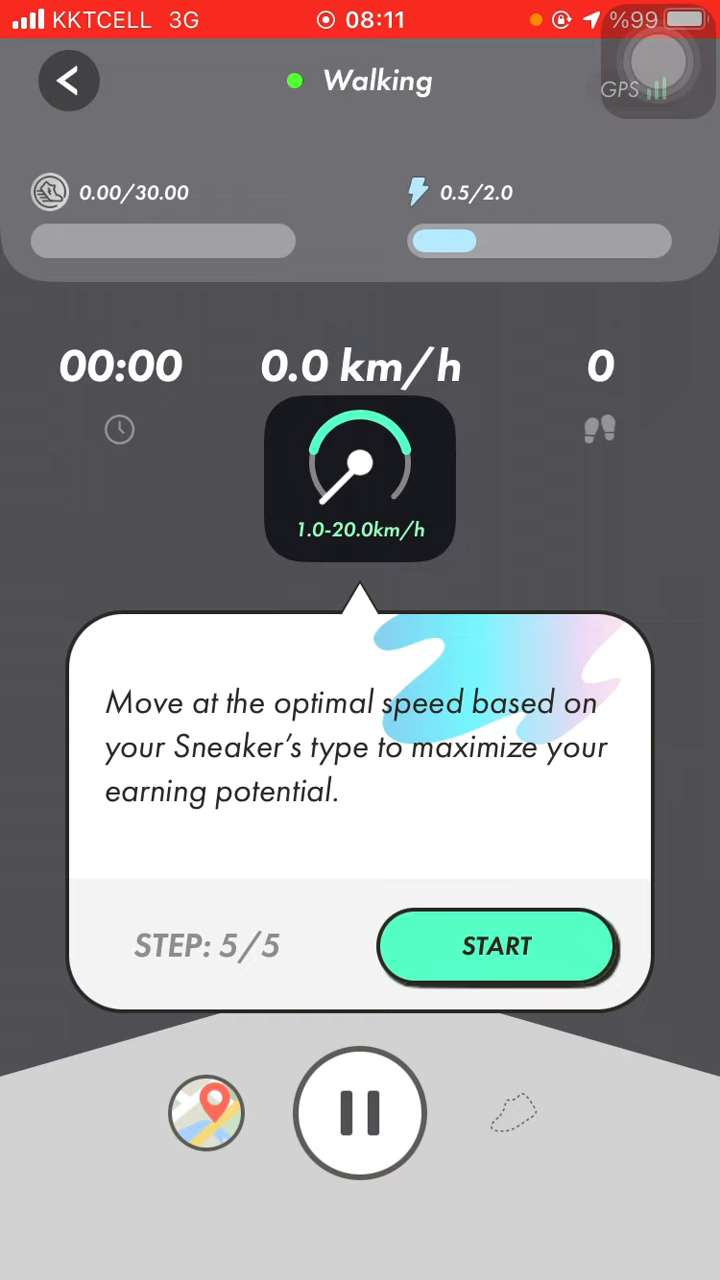 KKTCELL 3G 08:11 %99
Walking
GPS
0.00/30.00 0.5/2.0
00:00 0.0 km/h 0
1.0-20.0km/h
Move at the optimal speed based on
your Sneaker’s type to maximize your
earning potential.
STEP: 5/5 START